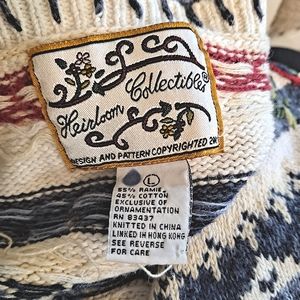 Heirloom Collectibles®
DESIGN AND PATTERN COPYRIGHTED
L
55% RAMIE
45% COTTON
EXCLUSIVE OF
ORNAMENTATION
RN 83437
KNITTED IN CHINA
LINKED IN HONG KONG
SEE REVERSE
FOR CARE